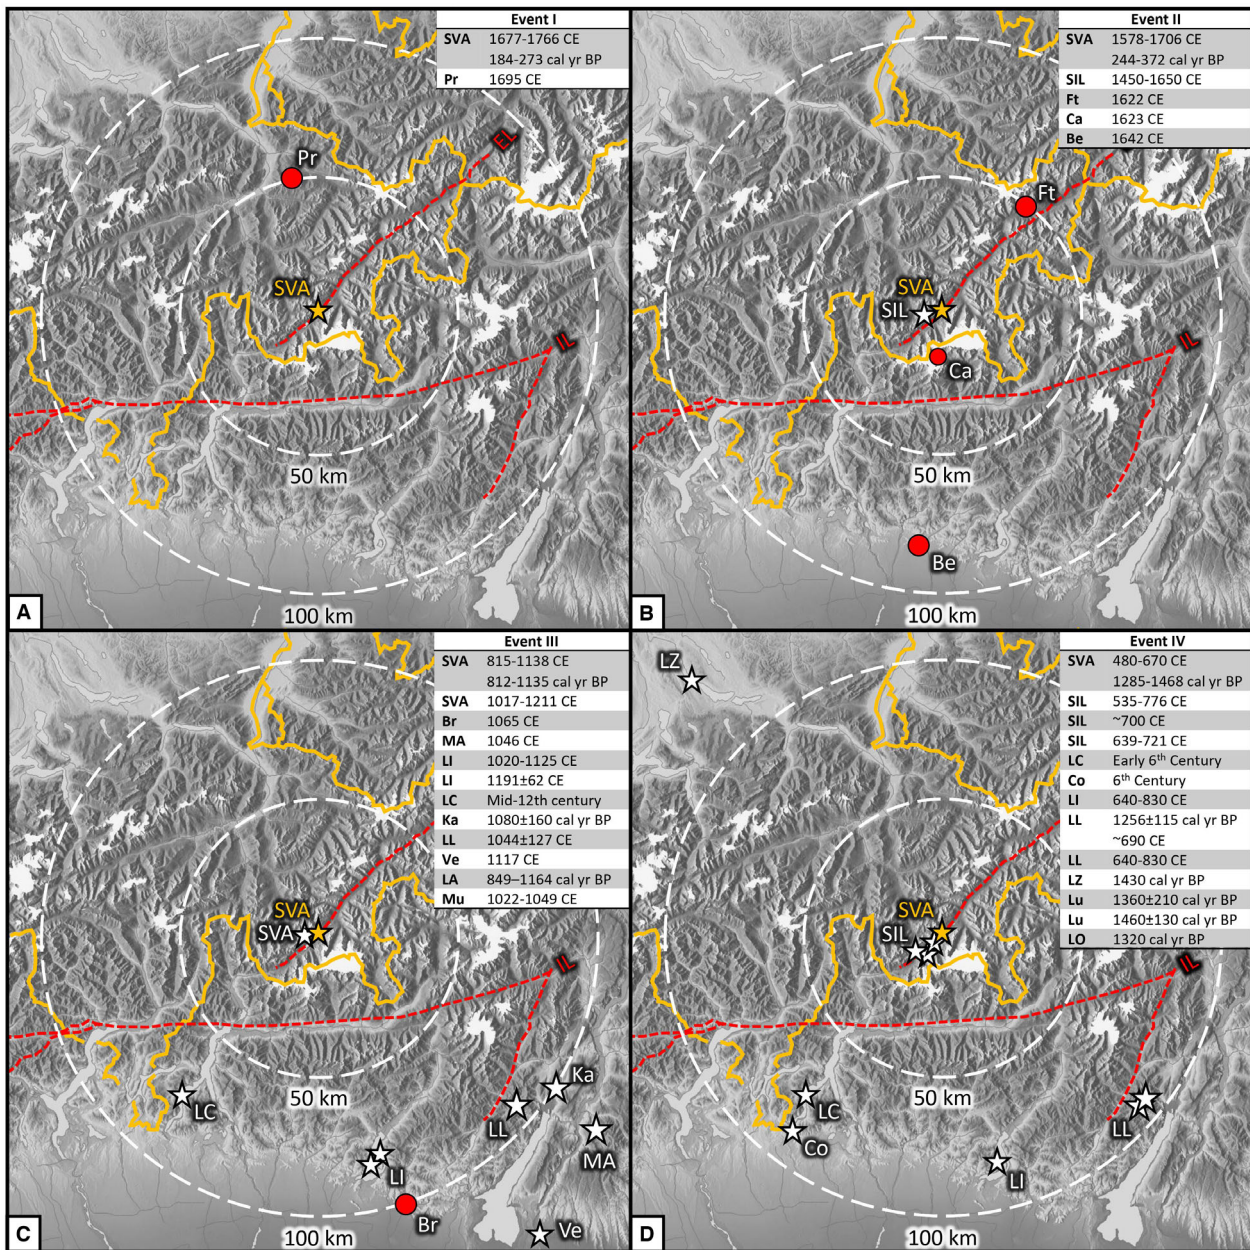 Event I
SVA 1677-1766 CE
184-273 cal yr BP
Pr 1695 CE
EL
Pr
SVA
IL
50 km
100 km
A
Event II
SVA 1578-1706 CE
244-372 cal yr BP
SIL 1450-1650 CE
Ft 1622 CE
Ca 1623 CE
Be 1642 CE
Ft
SVA
SIL
IL
Ca
50 km
Be
100 km
B
Event III
SVA 815-1138 CE
812-1135 cal yr BP
SVA 1017-1211 CE
Br 1065 CE
MA 1046 CE
LI 1020-1125 CE
LI 1191±62 CE
LC Mid-12th century
Ka 1080±160 cal yr BP
LL 1044±127 CE
Ve 1117 CE
LA 849–1164 cal yr BP
Mu 1022-1049 CE
SVA
SVA
IL
Ka
50 km
LC
LL
MA
LI
Br
Ve
100 km
C
Event IV
SVA 480-670 CE
1285-1468 cal yr BP
SIL 535-776 CE
SIL ~700 CE
SIL 639-721 CE
LC Early 6th Century
Co 6th Century
LI 640-830 CE
LL 1256±115 cal yr BP
~690 CE
LL 640-830 CE
LZ 1430 cal yr BP
Lu 1360±210 cal yr BP
Lu 1460±130 cal yr BP
LO 1320 cal yr BP
LZ
SVA
SIL
IL
50 km
LC
LL
Co
LI
100 km
D